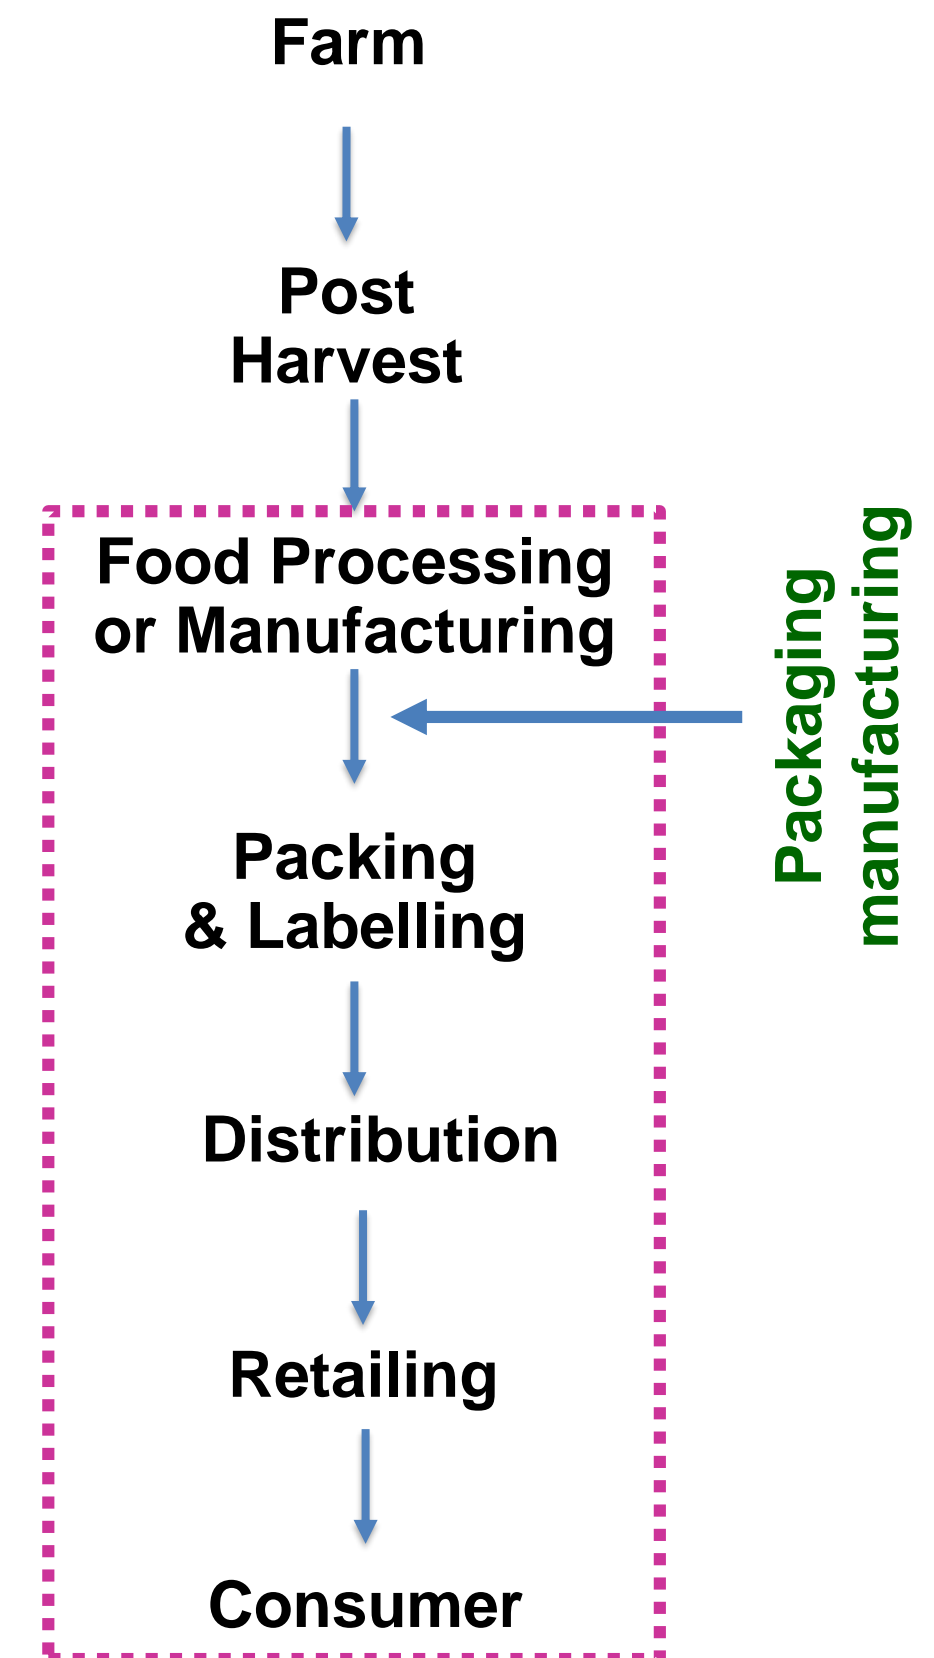 Farm
Post
Harvest
Food Processing
or Manufacturing
Packaging
manufacturing
Packing
& Labelling
Distribution
Retailing
Consumer